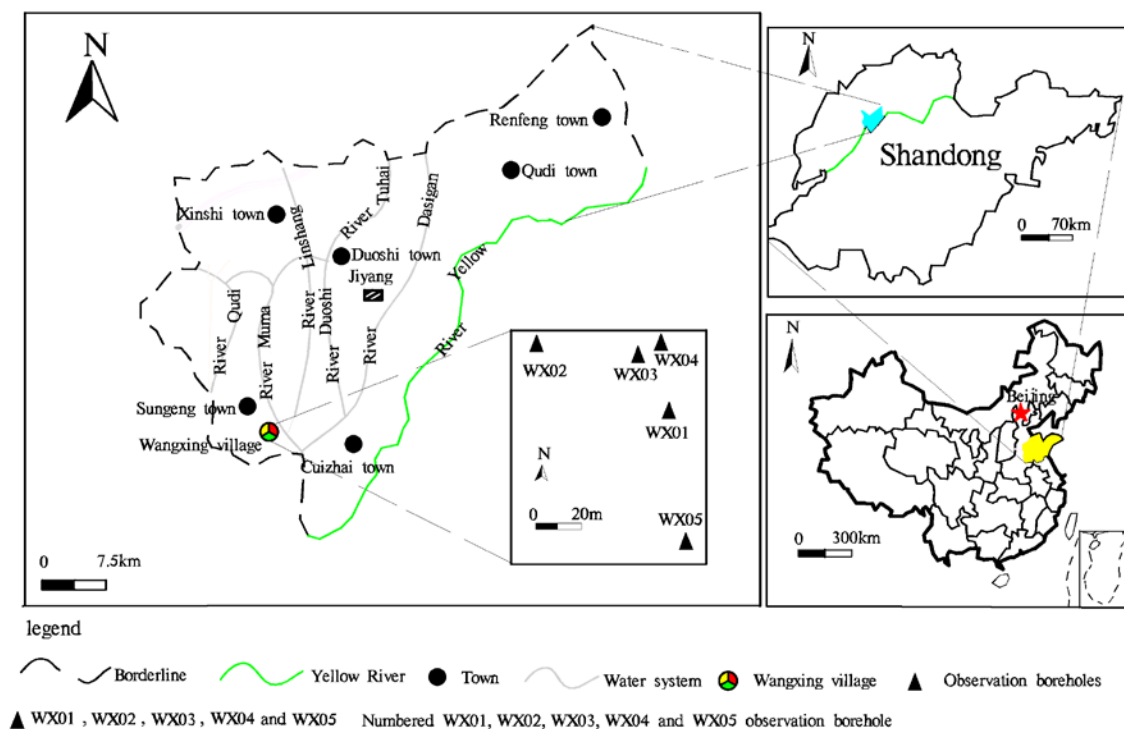 N
Renfeng town
Qudi town
Tuhai
River
Dasigan
River
Xinshi town
Linshang
River
Duoshi town
Jiyang
Duoshi
River
Qudi
River
Muma
River
Yellow
River
Sungeng town
Wangxing village
Cuizhai town
0 7.5km
WX02
WX03
WX04
WX01
WX05
N
0 20m
N
Shandong
0 70km
N
Beijing
0 300km
legend
Borderline Yellow River Town Water system Wangxing village Observation boreholes
WX01 , WX02 , WX03 , WX04 and WX05 Numbered WX01, WX02, WX03, WX04 and WX05 observation borehole